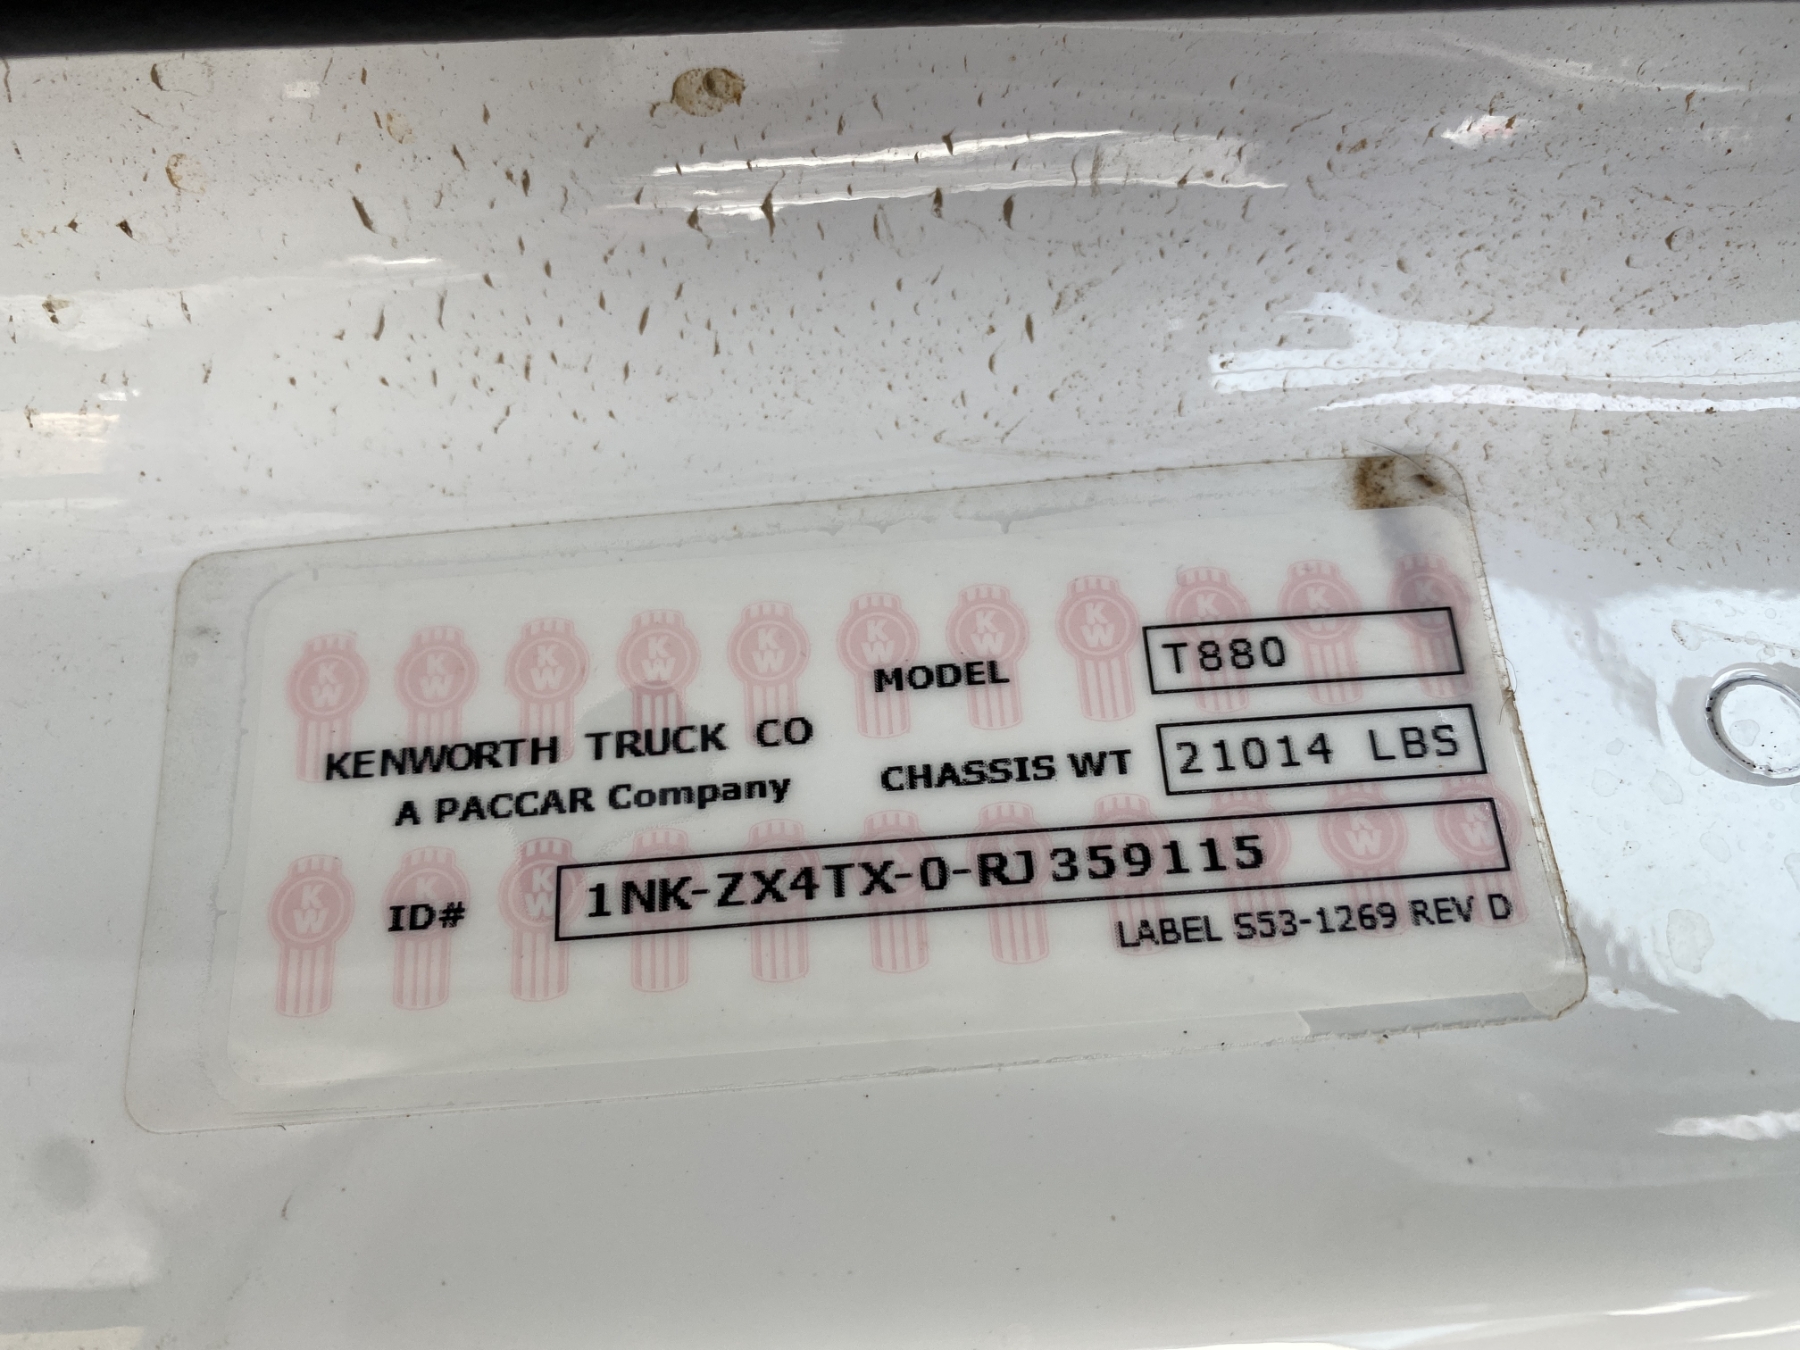 MODEL T880
KENWORTH TRUCK CO
A PACCAR Company
CHASSIS WT 21014 LBS
ID# 1NK-ZX4TX-0-RJ359115
LABEL S53-1269 REV D